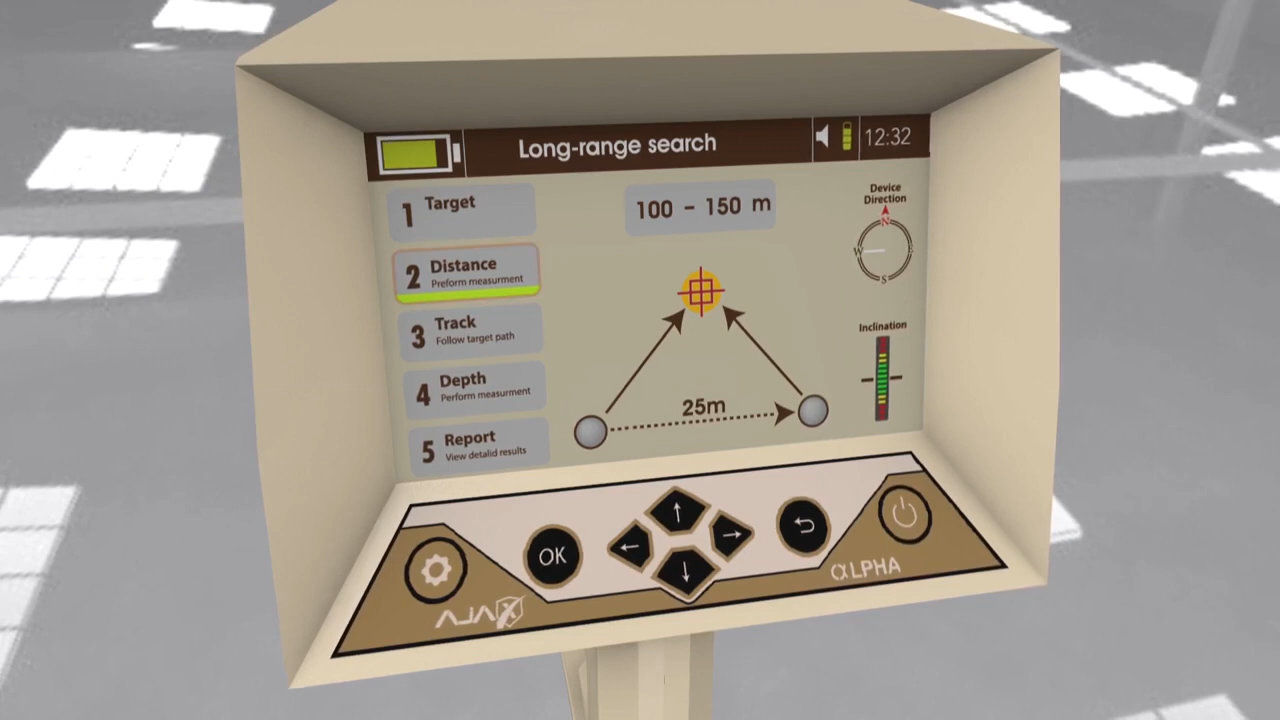 Long-range search
12:32
1 Target
2 Distance
Preform measurment
3 Track
Follow target path
4 Depth
Perform measurment
5 Report
View detalid results
100 - 150 m
25m
Device
Direction
N
W
S
Inclination
OK
AJAX
αLPHA